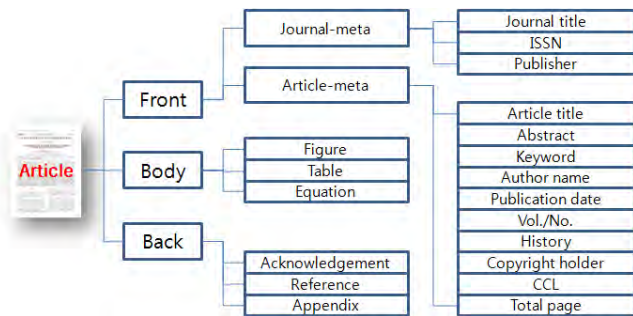 Article
Front
Journal-meta
Journal title
ISSN
Publisher
Article-meta
Article title
Abstract
Keyword
Author name
Publication date
Vol./No.
History
Copyright holder
CCL
Total page
Body
Figure
Table
Equation
Back
Acknowledgement
Reference
Appendix